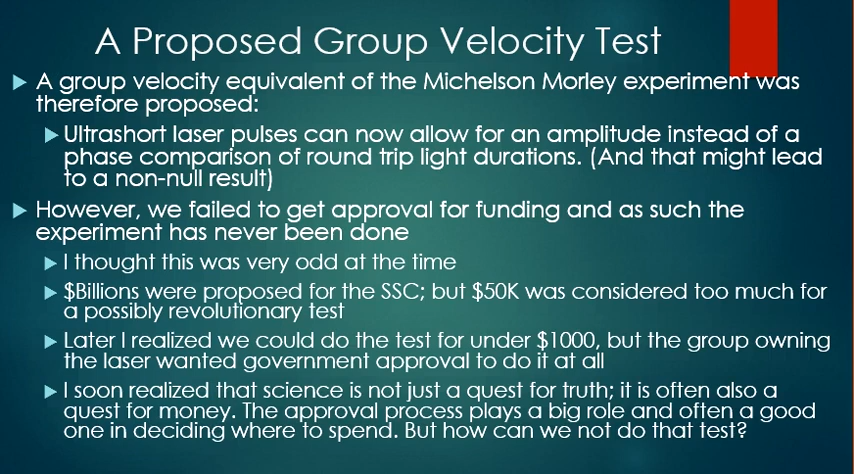 A Proposed Group Velocity Test
A group velocity equivalent of the Michelson Morley experiment was
therefore proposed:
Ultrashort laser pulses can now allow for an amplitude instead of a
phase comparison of round trip light durations. (And that might lead
to a non-null result)
However, we failed to get approval for funding and as such the
experiment has never been done
I thought this was very odd at the time
$Billions were proposed for the SSC; but $50K was considered too much for
a possibly revolutionary test
Later I realized we could do the test for under $1000, but the group owning
the laser wanted government approval to do it at all
I soon realized that science is not just a quest for truth; it is often also a
quest for money. The approval process plays a big role and often a good
one in deciding where to spend. But how can we not do that test?